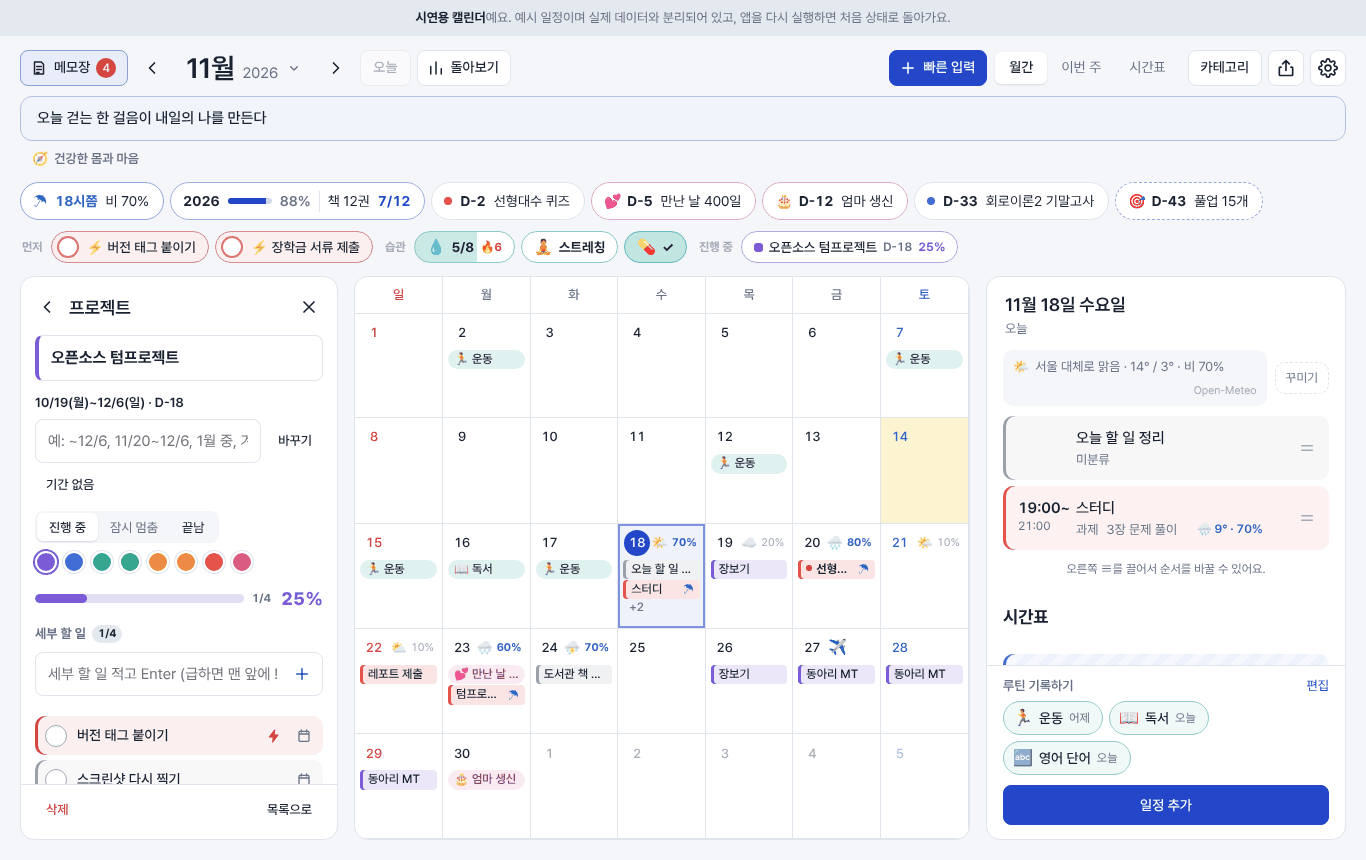 시연용 캘린더예요. 예시 일정이며 실제 데이터와 분리되어 있고, 앱을 다시 실행하면 처음 상태로 돌아가요.
메모장 4
11월 2026
오늘
돌아보기
빠른 입력
월간
이번 주
시간표
카테고리
오늘 걷는 한 걸음이 내일의 나를 만든다
건강한 몸과 마음
18시쯤 비 70%
2026 88% 책 12권 7/12
D-2 선형대수 퀴즈
D-5 만난 날 400일
D-12 엄마 생신
D-33 회로이론2 기말고사
D-43 풀업 15개
먼저
버전 태그 붙이기
장학금 서류 제출
습관
5/8 6
스트레칭
진행 중
오픈소스 텀프로젝트 D-18 25%
프로젝트
오픈소스 텀프로젝트
10/19(월)~12/6(일) · D-18
예: ~12/6, 11/20~12/6, 1월 중,
바꾸기
기간 없음
진행 중
잠시 멈춤
끝남
1/4 25%
세부 할 일 1/4
세부 할 일 적고 Enter (급하면 맨 앞에 !
버전 태그 붙이기
스크린샷 다시 찍기
삭제
목록으로
일 월 화 수 목 금 토
1 2 3 4 5 6 7
운동
운동
8 9 10 11 12 13 14
운동
15 16 17 18 70% 19 20% 20 80% 21 10%
운동
독서
운동
오늘 할 일 ...
스터디
+2
장보기
선형...
22 10% 23 60% 24 70% 25 26 27 28
레포트 제출
만난 날 ...
텀프로...
도서관 책 ...
장보기
동아리 MT
동아리 MT
29 30 1 2 3 4 5
동아리 MT
엄마 생신
11월 18일 수요일
오늘
서울 대체로 맑음 · 14° / 3° · 비 70%
Open-Meteo
꾸미기
오늘 할 일 정리
미분류
19:00~ 스터디
21:00 과제 3장 문제 풀이 9° · 70%
오른쪽 ≡를 끌어서 순서를 바꿀 수 있어요.
시간표
루틴 기록하기
편집
운동 어제
독서 오늘
abc 영어 단어 오늘
일정 추가